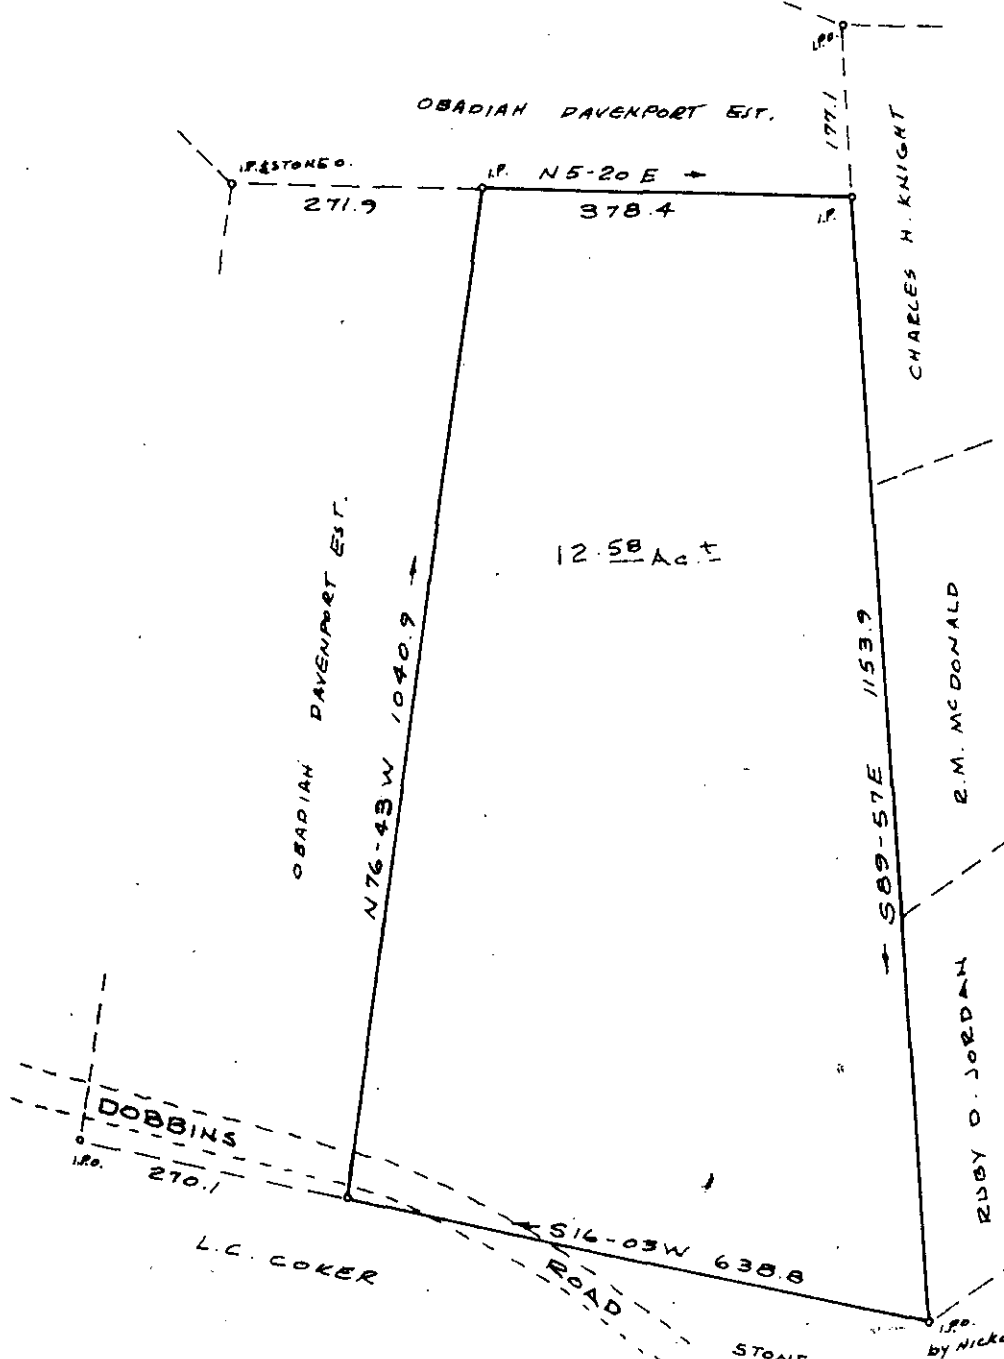 I.P.O.
OBADIAH DAVENPORT EST.
177.1
CHARLES H. KNIGHT
I.P. & STONE O.
271.9
I.P.
N 5-20 E
378.4
I.P.
12.58 Ac. ±
OBADIAH DAVENPORT EST.
N 76-43 W 1040.9
S 89-57 E 1153.9
R.M. McDONALD
RUBY O. JORDAN
DOBBINS
ROAD
I.P.O.
270.1
L.C. COKER
S 16-03 W 638.8
I.P.O.
by